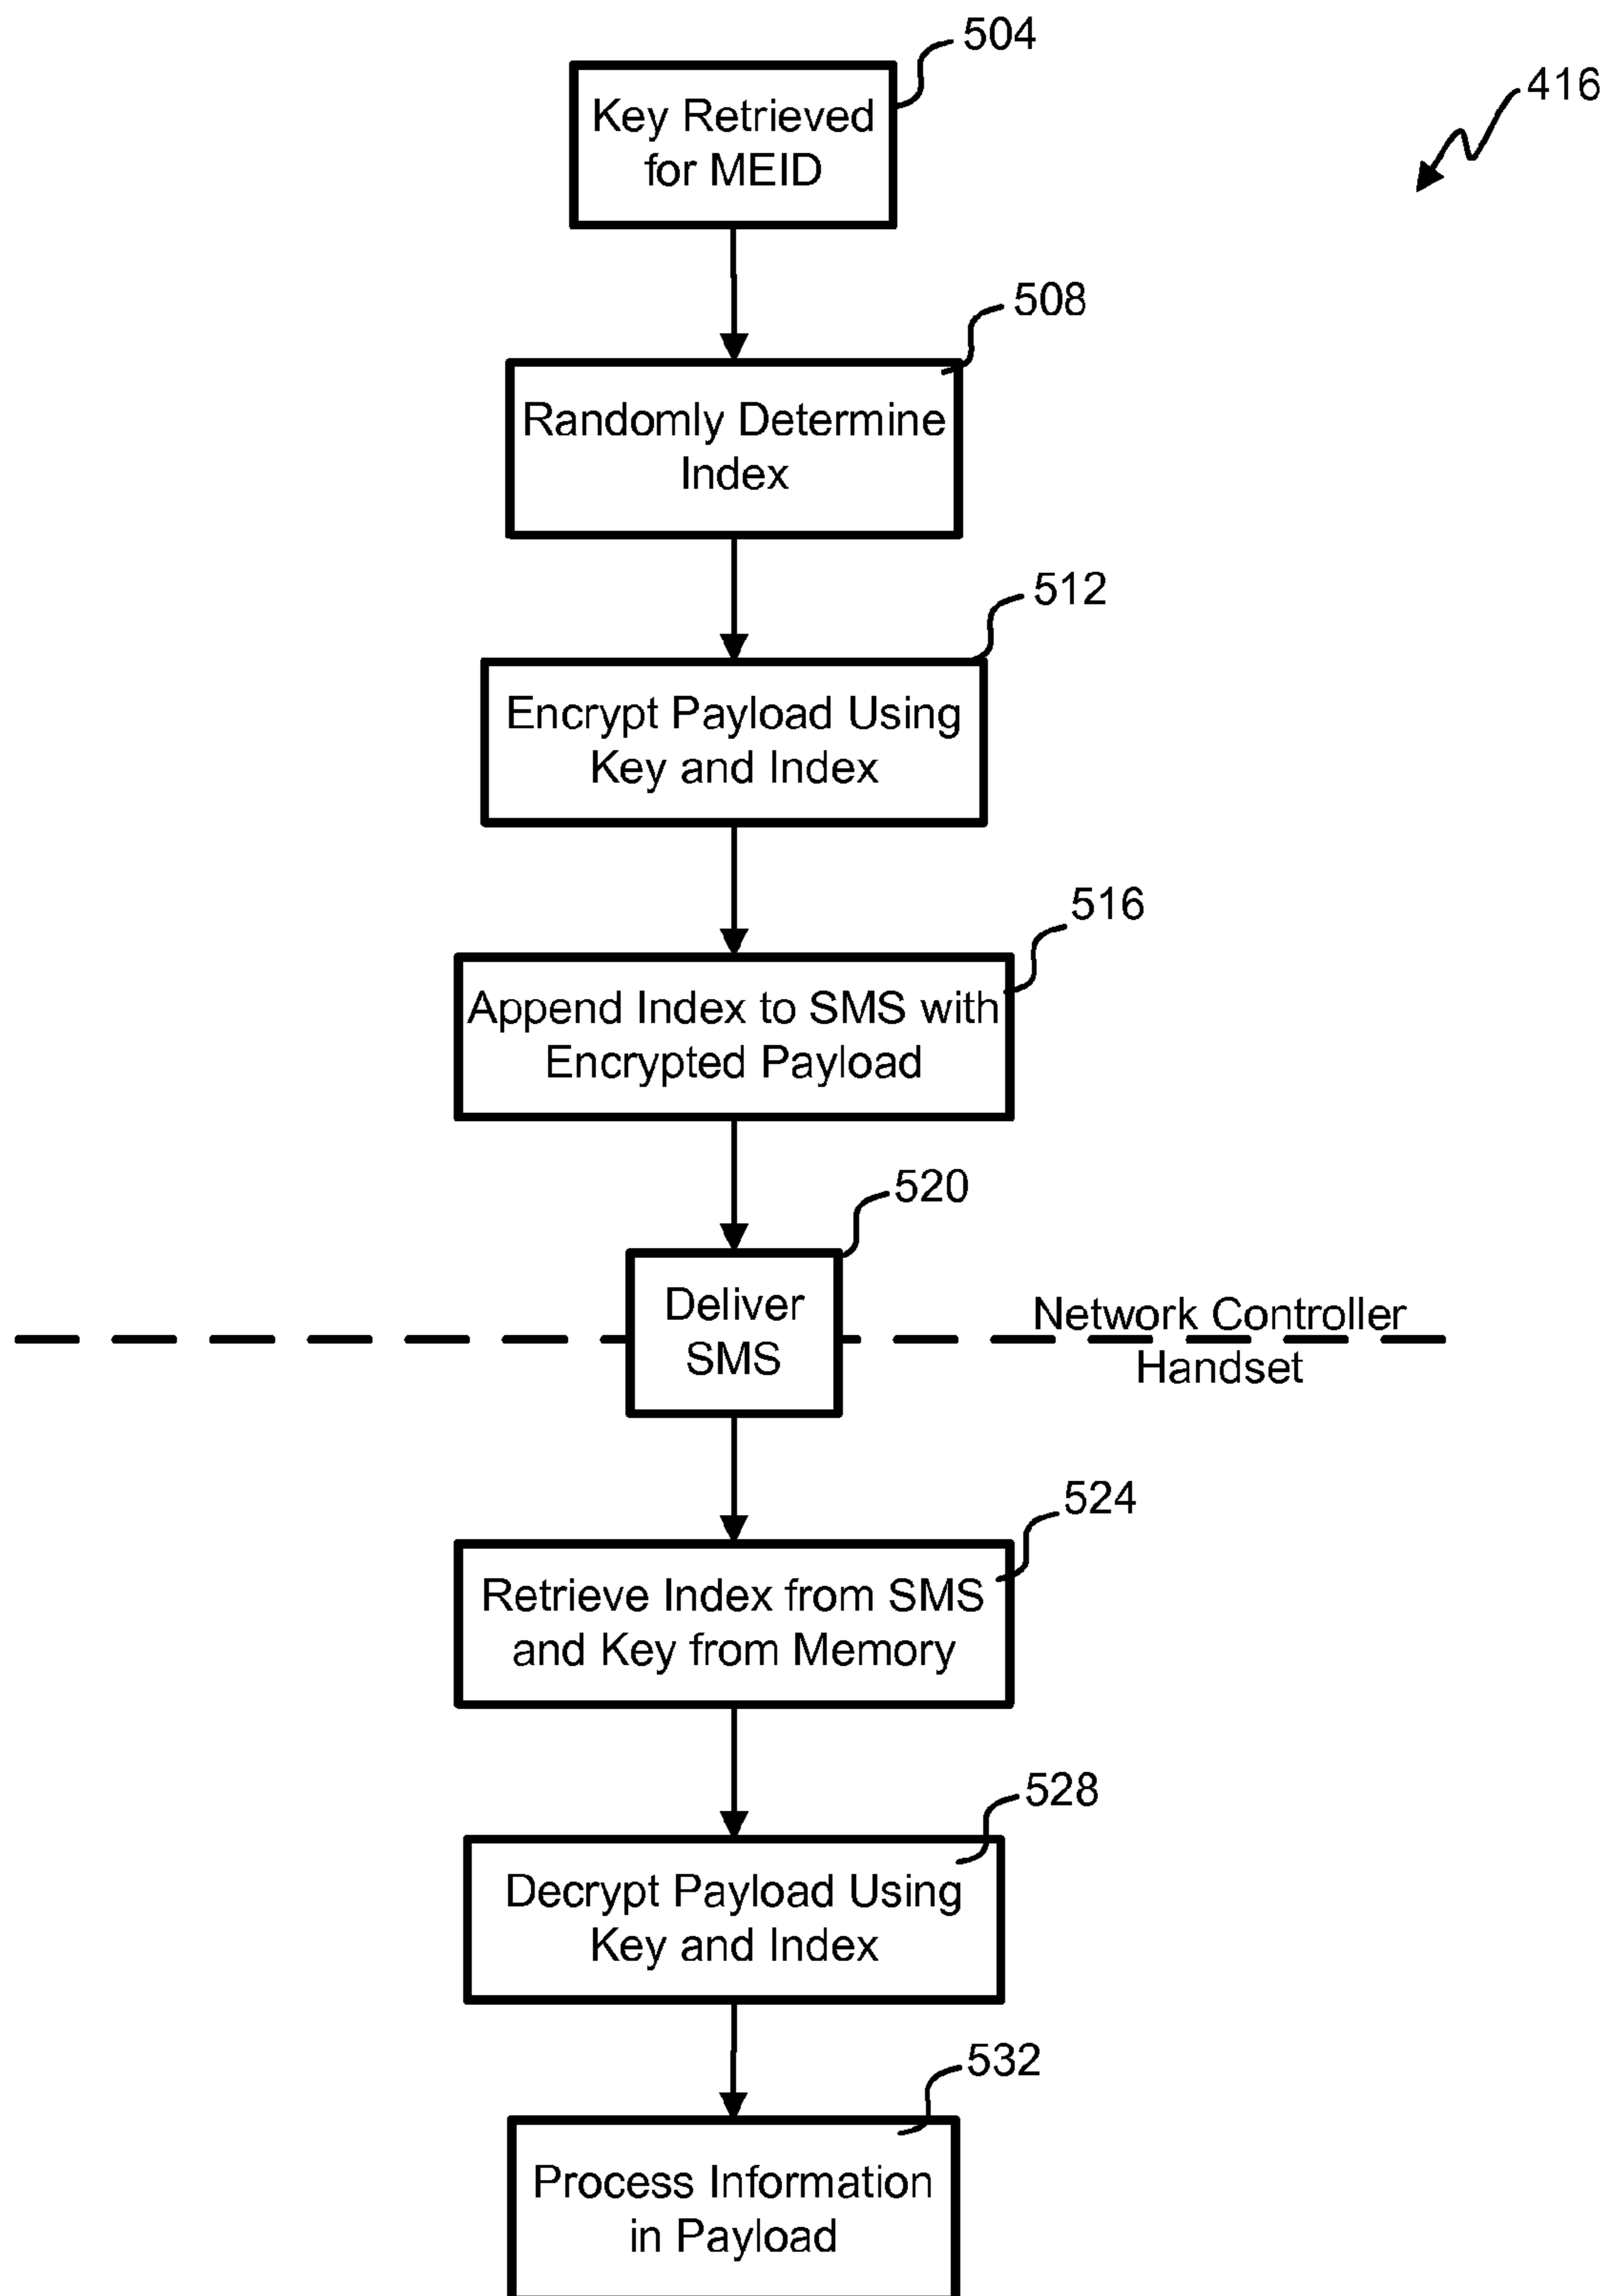 504
416
Key Retrieved
for MEID
508
Randomly Determine
Index
512
Encrypt Payload Using
Key and Index
516
Append Index to SMS with
Encrypted Payload
520
Deliver
SMS
Network Controller
Handset
524
Retrieve Index from SMS
and Key from Memory
528
Decrypt Payload Using
Key and Index
532
Process Information
in Payload